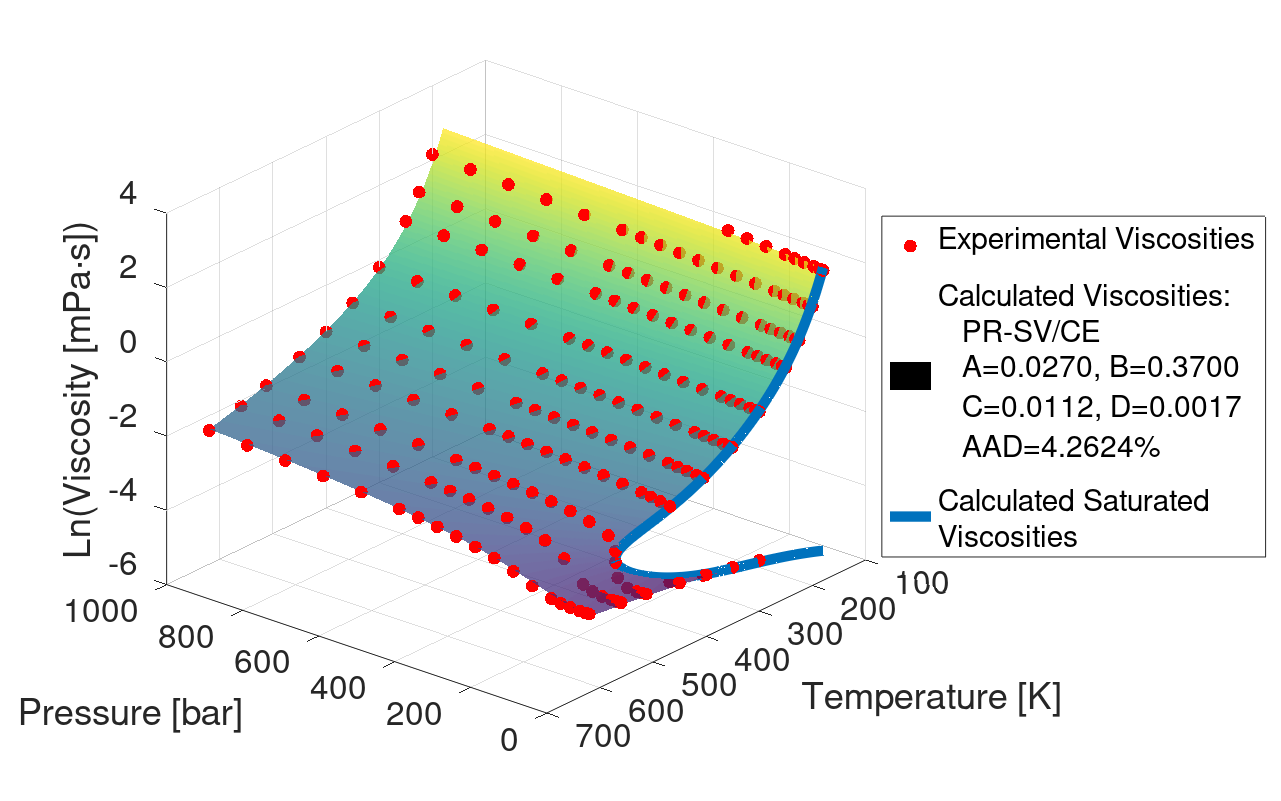 4
2
0
-2
-4
-6
Ln(Viscosity [mPa·s])
1000
800
600
400
200
0
Pressure [bar]
100
200
300
400
500
600
700
Temperature [K]
Experimental Viscosities
Calculated Viscosities:
PR-SV/CE
A=0.0270, B=0.3700
C=0.0112, D=0.0017
AAD=4.2624%
Calculated Saturated
Viscosities